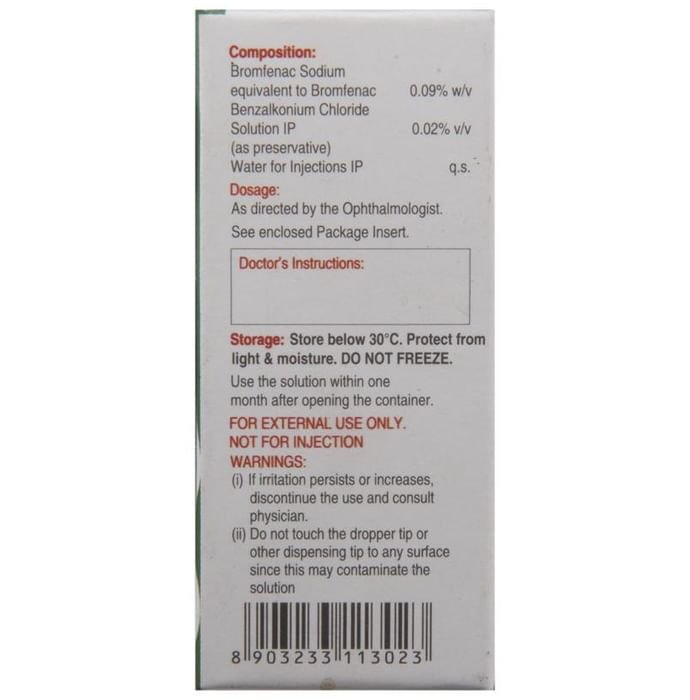 Composition:
Bromfenac Sodium
equivalent to Bromfenac 0.09% w/v
Benzalkonium Chloride
Solution IP 0.02% v/v
(as preservative)
Water for Injections IP q.s.
Dosage:
As directed by the Ophthalmologist.
See enclosed Package Insert.
Doctor's Instructions:
Storage: Store below 30°C. Protect from
light & moisture. DO NOT FREEZE.
Use the solution within one
month after opening the container.
FOR EXTERNAL USE ONLY.
NOT FOR INJECTION
WARNINGS:
(i) If irritation persists or increases,
discontinue the use and consult
physician.
(ii) Do not touch the dropper tip or
other dispensing tip to any surface
since this may contaminate the
solution
8 903233 113023